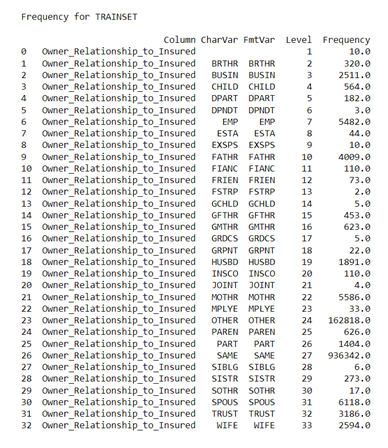 Frequency for TRAINSET
Column CharVar FmtVar Level Frequency
0 Owner_Relationship_to_Insured 1 10.0
1 Owner_Relationship_to_Insured BRTHR BRTHR 2 320.0
2 Owner_Relationship_to_Insured BUSIN BUSIN 3 2511.0
3 Owner_Relationship_to_Insured CHILD CHILD 4 564.0
4 Owner_Relationship_to_Insured DPART DPART 5 182.0
5 Owner_Relationship_to_Insured DPNDT DPNDT 6 3.0
6 Owner_Relationship_to_Insured EMP EMP 7 5482.0
7 Owner_Relationship_to_Insured ESTA ESTA 8 44.0
8 Owner_Relationship_to_Insured EXSPS EXSPS 9 10.0
9 Owner_Relationship_to_Insured FATHR FATHR 10 4009.0
10 Owner_Relationship_to_Insured FIANC FIANC 11 110.0
11 Owner_Relationship_to_Insured FRIEN FRIEN 12 73.0
12 Owner_Relationship_to_Insured FSTRP FSTRP 13 2.0
13 Owner_Relationship_to_Insured GCHLD GCHLD 14 5.0
14 Owner_Relationship_to_Insured GFTHR GFTHR 15 453.0
15 Owner_Relationship_to_Insured GMTHR GMTHR 16 623.0
16 Owner_Relationship_to_Insured GRDCS GRDCS 17 5.0
17 Owner_Relationship_to_Insured GRPNT GRPNT 18 22.0
18 Owner_Relationship_to_Insured HUSBD HUSBD 19 1891.0
19 Owner_Relationship_to_Insured INSCO INSCO 20 110.0
20 Owner_Relationship_to_Insured JOINT JOINT 21 4.0
21 Owner_Relationship_to_Insured MOTHR MOTHR 22 5586.0
22 Owner_Relationship_to_Insured MPLYE MPLYE 23 33.0
23 Owner_Relationship_to_Insured OTHER OTHER 24 162818.0
24 Owner_Relationship_to_Insured PAREN PAREN 25 626.0
25 Owner_Relationship_to_Insured PART PART 26 1404.0
26 Owner_Relationship_to_Insured SAME SAME 27 936342.0
27 Owner_Relationship_to_Insured SIBLG SIBLG 28 6.0
28 Owner_Relationship_to_Insured SISTR SISTR 29 273.0
29 Owner_Relationship_to_Insured SOTHR SOTHR 30 17.0
30 Owner_Relationship_to_Insured SPOUS SPOUS 31 6118.0
31 Owner_Relationship_to_Insured TRUST TRUST 32 3186.0
32 Owner_Relationship_to_Insured WIFE WIFE 33 2594.0